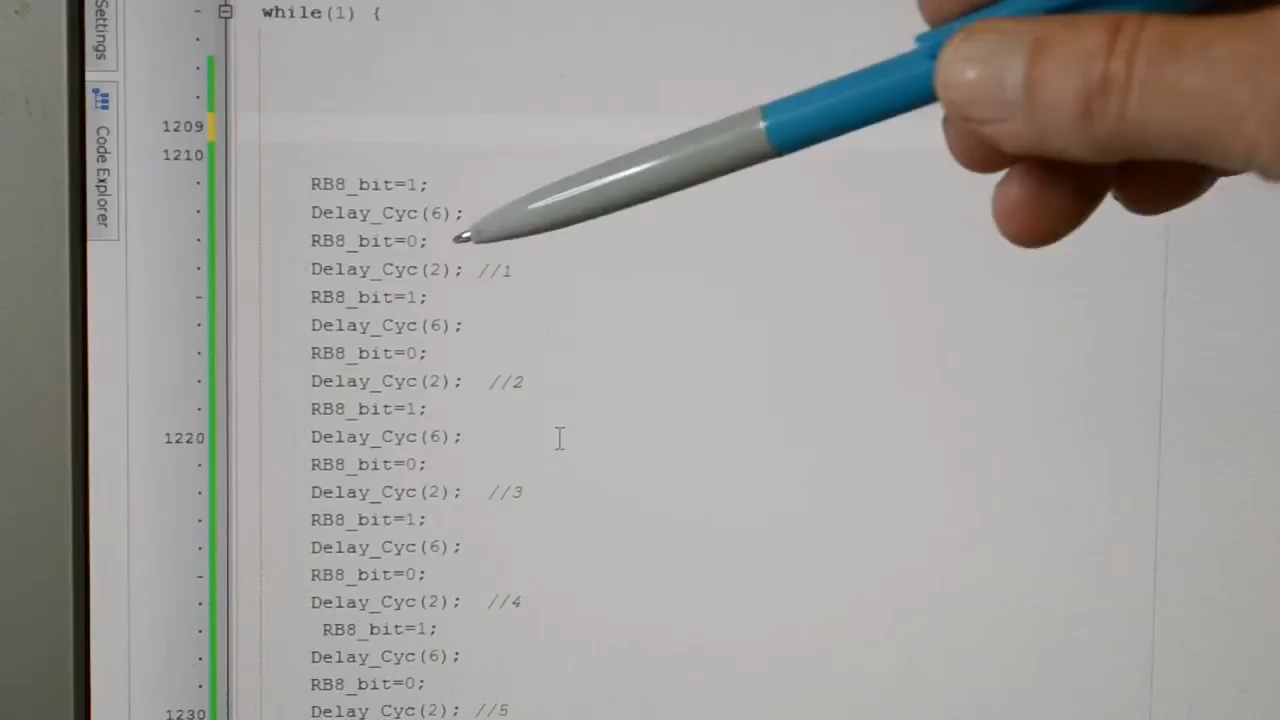 Settings
Code Explorer
while(1) {
1209
1210
RB8_bit=1;
Delay_Cyc(6);
RB8_bit=0;
Delay_Cyc(2); //1
RB8_bit=1;
Delay_Cyc(6);
RB8_bit=0;
Delay_Cyc(2); //2
RB8_bit=1;
1220 Delay_Cyc(6);
RB8_bit=0;
Delay_Cyc(2); //3
RB8_bit=1;
Delay_Cyc(6);
RB8_bit=0;
Delay_Cyc(2); //4
RB8_bit=1;
Delay_Cyc(6);
RB8_bit=0;
1230 Delay_Cyc(2); //5